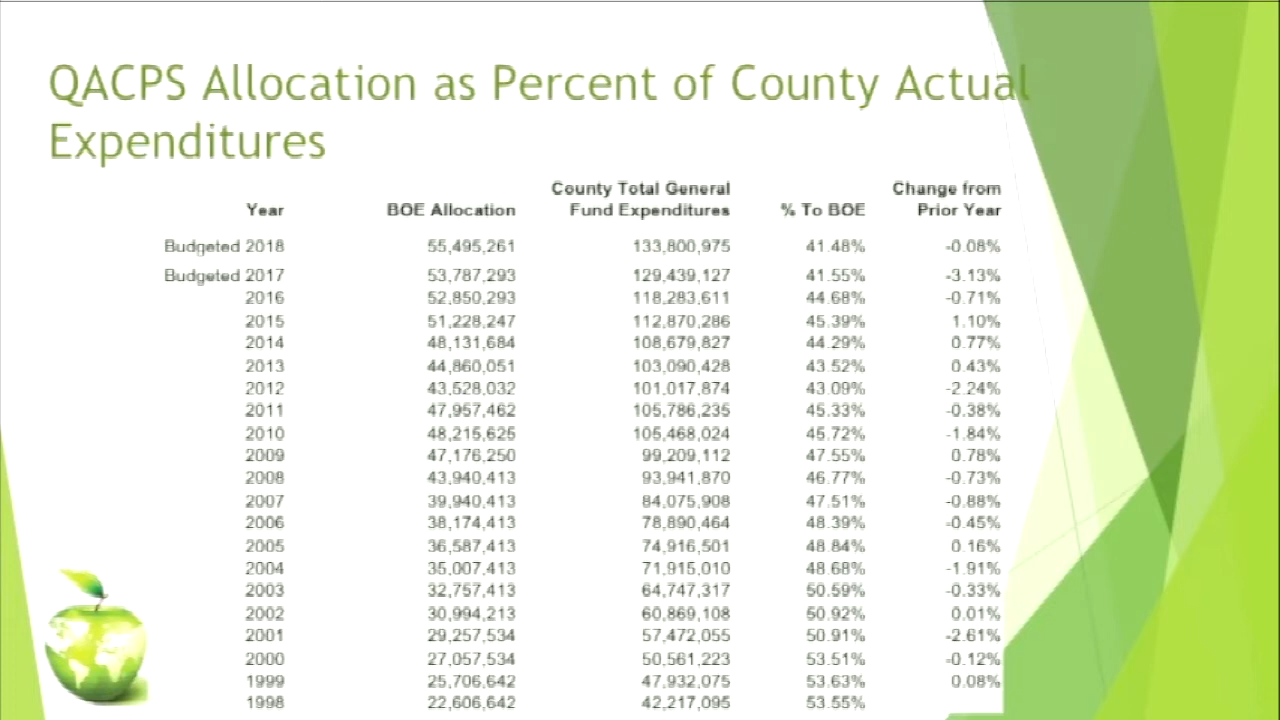 QACPS Allocation as Percent of County Actual
Expenditures
County Total General Change from
Year BOE Allocation Fund Expenditures % To BOE Prior Year
Budgeted 2018 55,495,261 133,800,975 41.48% -0.08%
Budgeted 2017 53,787,293 129,439,127 41.55% -3.13%
2016 52,850,293 118,283,611 44.68% -0.71%
2015 51,228,247 112,870,286 45.39% 1.10%
2014 48,131,684 108,679,827 44.29% 0.77%
2013 44,860,051 103,090,428 43.52% 0.43%
2012 43,528,032 101,017,874 43.09% -2.24%
2011 47,957,462 105,786,235 45.33% -0.38%
2010 48,215,625 105,468,024 45.72% -1.84%
2009 47,176,250 99,209,112 47.55% 0.78%
2008 43,940,413 93,941,870 46.77% -0.73%
2007 39,940,413 84,075,908 47.51% -0.88%
2006 38,174,413 78,890,464 48.39% -0.45%
2005 36,587,413 74,916,501 48.84% 0.16%
2004 35,007,413 71,915,010 48.68% -1.91%
2003 32,757,413 64,747,317 50.59% -0.33%
2002 30,994,213 60,869,108 50.92% 0.01%
2001 29,257,534 57,472,055 50.91% -2.61%
2000 27,057,534 50,561,223 53.51% -0.12%
1999 25,706,642 47,932,075 53.63% 0.08%
1998 22,606,642 42,217,095 53.55%